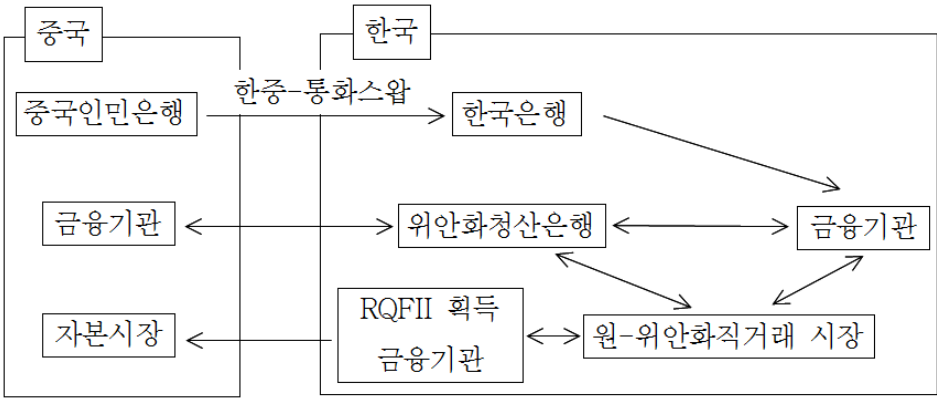 중국
한국
한중-통화스왑
중국인민은행
한국은행
금융기관
위안화청산은행
금융기관
자본시장
RQFII 획득
금융기관
원-위안화직거래 시장